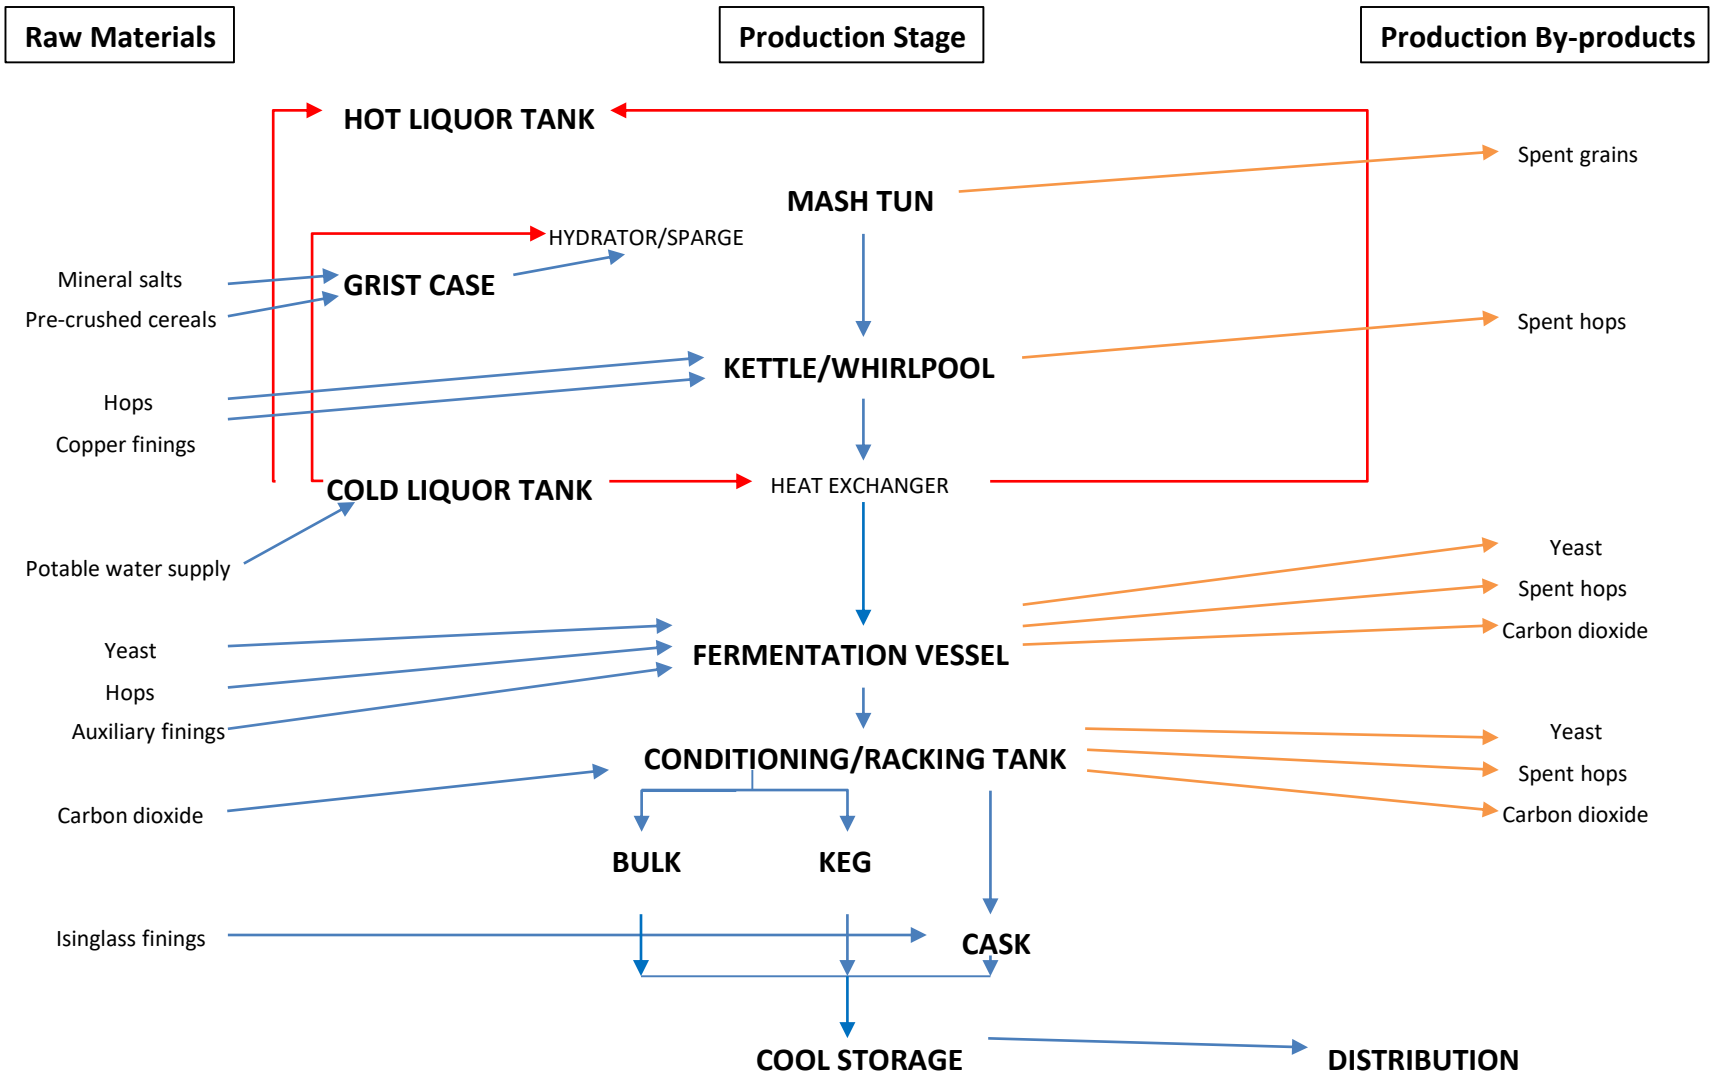 Raw Materials
Production Stage
Production By-products
HOT LIQUOR TANK
Spent grains
MASH TUN
HYDRATOR/SPARGE
Mineral salts
GRIST CASE
Pre-crushed cereals
Spent hops
KETTLE/WHIRLPOOL
Hops
Copper finings
COLD LIQUOR TANK
HEAT EXCHANGER
Potable water supply
Yeast
Spent hops
Carbon dioxide
Yeast
FERMENTATION VESSEL
Hops
Auxiliary finings
Yeast
CONDITIONING/RACKING TANK
Spent hops
Carbon dioxide
Carbon dioxide
BULK
KEG
Isinglass finings
CASK
COOL STORAGE
DISTRIBUTION